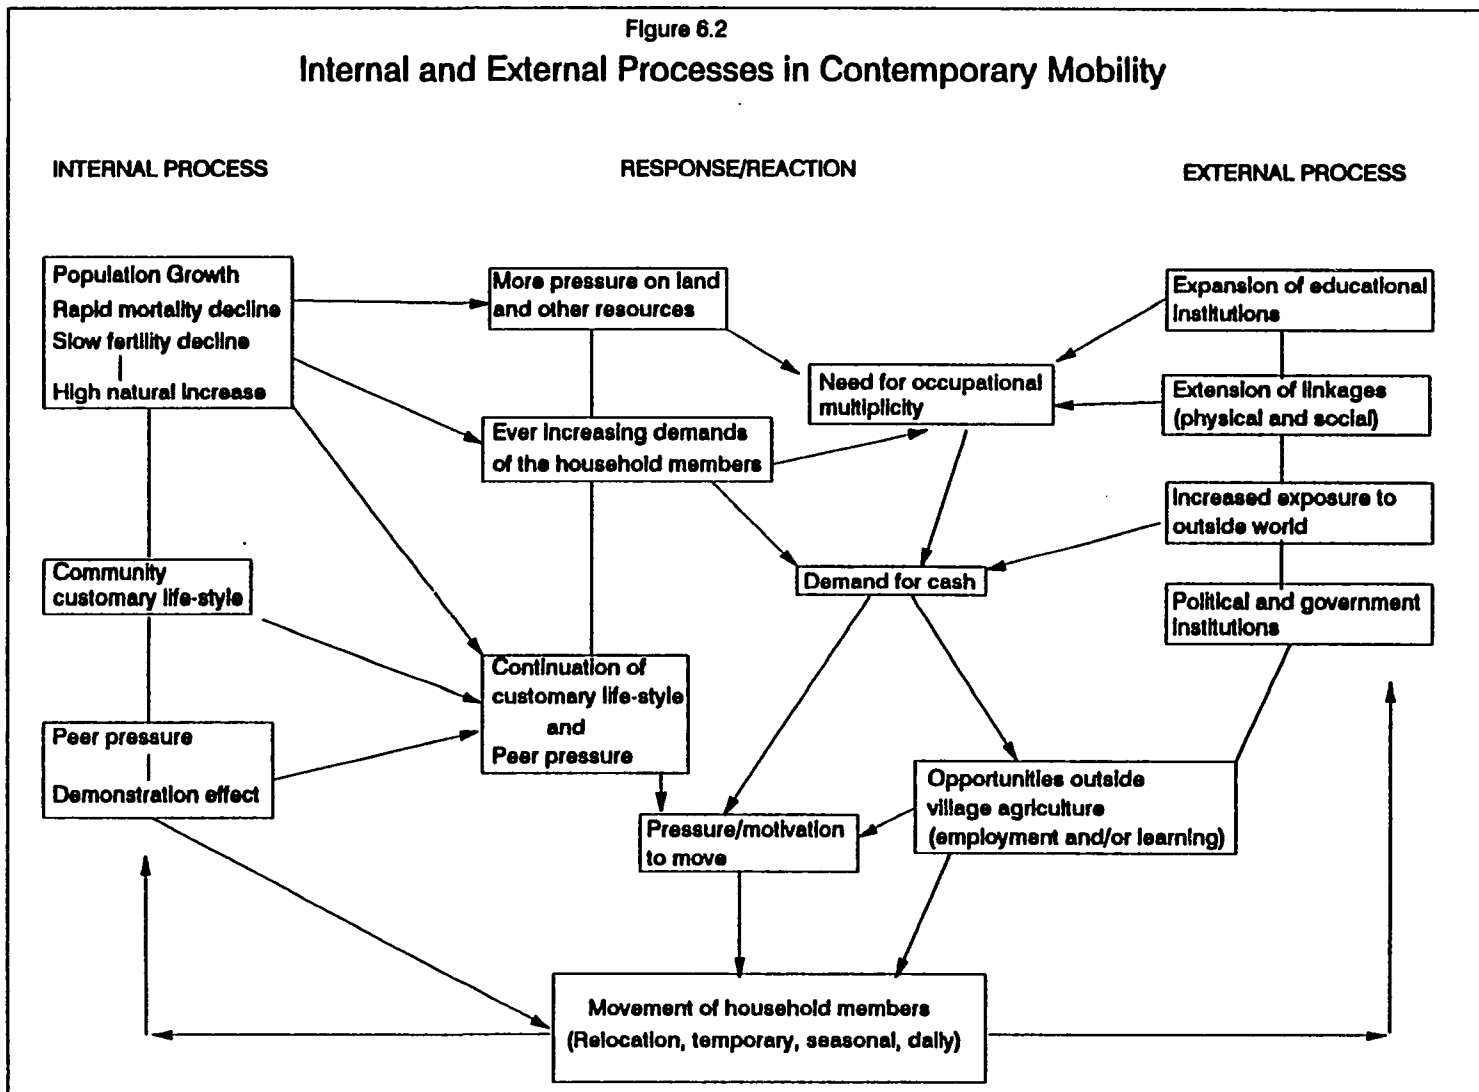 Figure 6.2
Internal and External Processes in Contemporary Mobility
INTERNAL PROCESS
RESPONSE/REACTION
EXTERNAL PROCESS
Population Growth
Rapid mortality decline
Slow fertility decline
High natural increase
Community
customary life-style
Peer pressure
Demonstration effect
More pressure on land
and other resources
Ever increasing demands
of the household members
Continuation of
customary life-style
and
Peer pressure
Need for occupational
multiplicity
Demand for cash
Pressure/motivation
to move
Opportunities outside
village agriculture
(employment and/or learning)
Expansion of educational
institutions
Extension of linkages
(physical and social)
Increased exposure to
outside world
Political and government
institutions
Movement of household members
(Relocation, temporary, seasonal, daily)